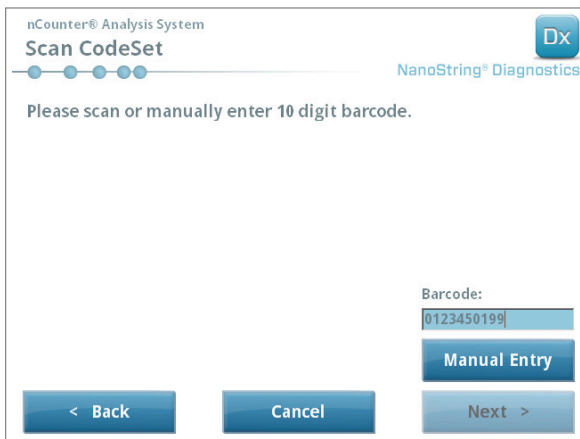 nCounter® Analysis System
Scan CodeSet
Dx
NanoString® Diagnostics
Please scan or manually enter 10 digit barcode.
Barcode:
0123450199
Manual Entry
< Back
Cancel
Next >